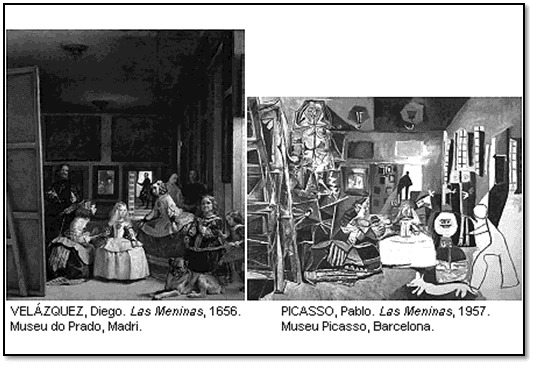 VELÁZQUEZ, Diego. Las Meninas, 1656.
Museu do Prado, Madri.
PICASSO, Pablo. Las Meninas, 1957.
Museu Picasso, Barcelona.